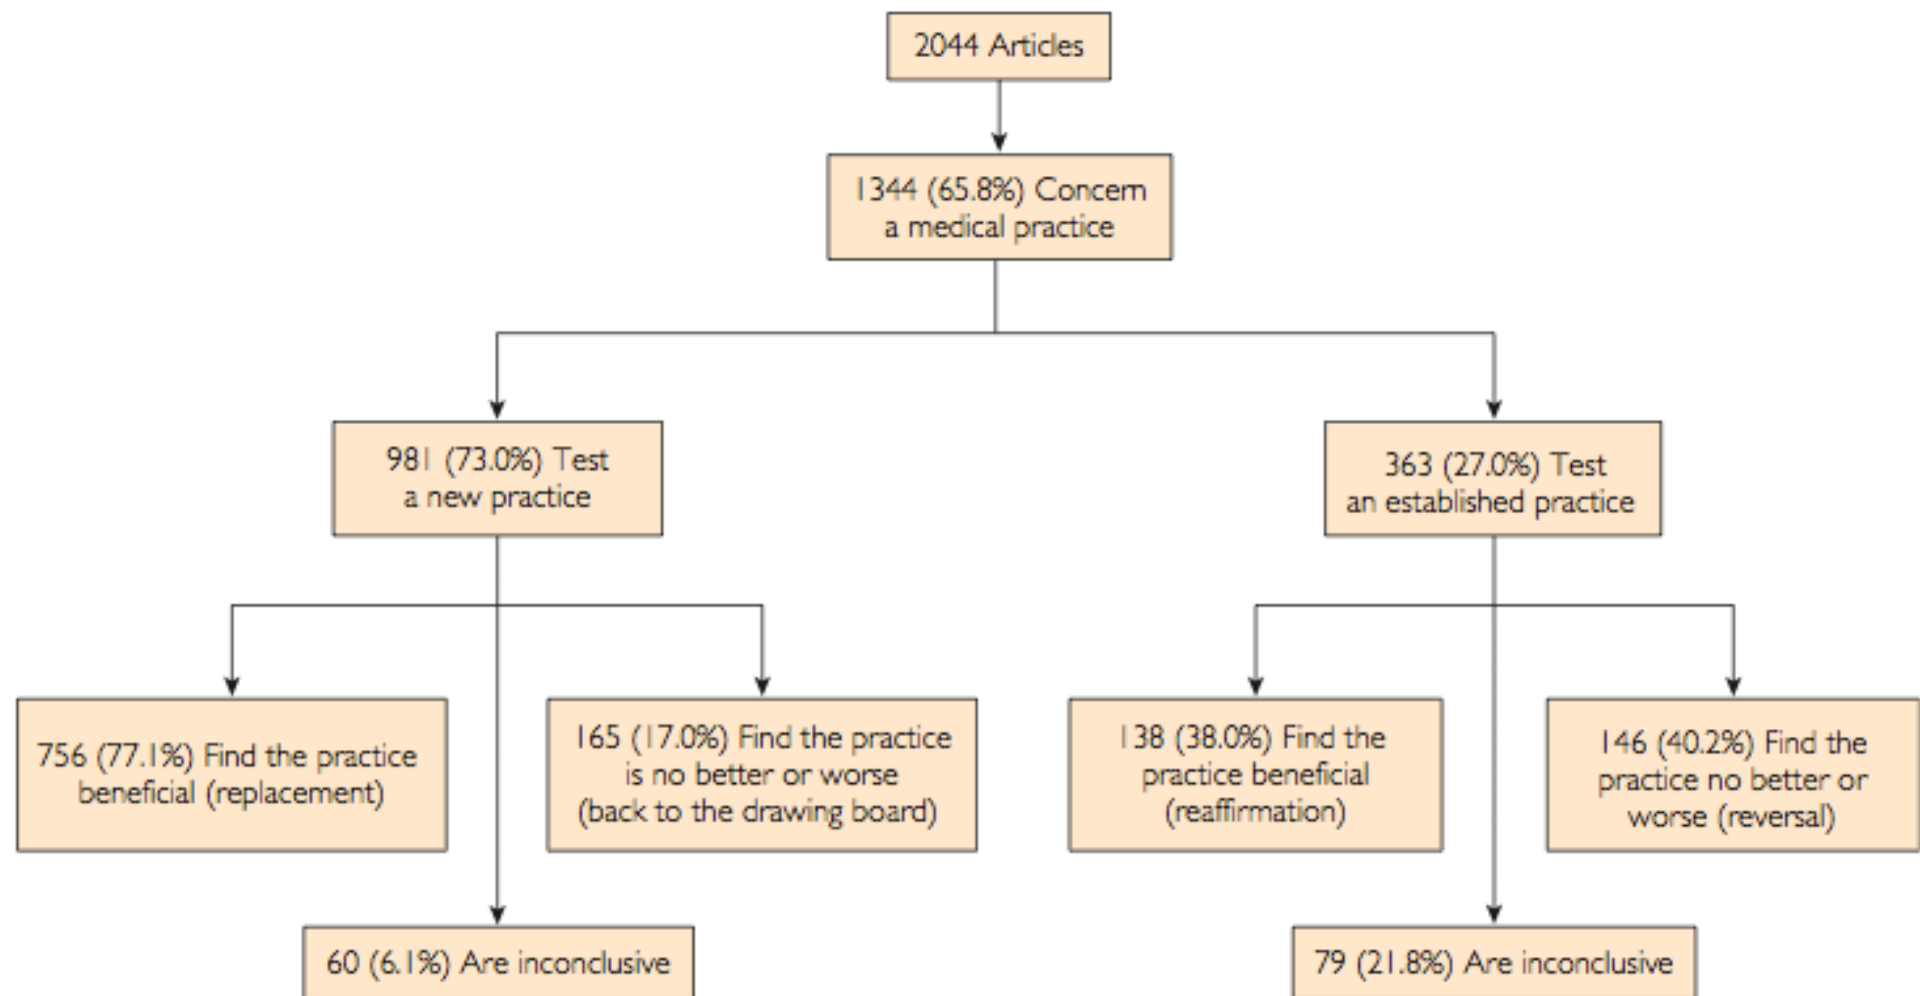 2044 Articles
1344 (65.8%) Concern
a medical practice
981 (73.0%) Test
a new practice
363 (27.0%) Test
an established practice
756 (77.1%) Find the practice
beneficial (replacement)
165 (17.0%) Find the practice
is no better or worse
(back to the drawing board)
138 (38.0%) Find the
practice beneficial
(reaffirmation)
146 (40.2%) Find the
practice no better or
worse (reversal)
60 (6.1%) Are inconclusive
79 (21.8%) Are inconclusive